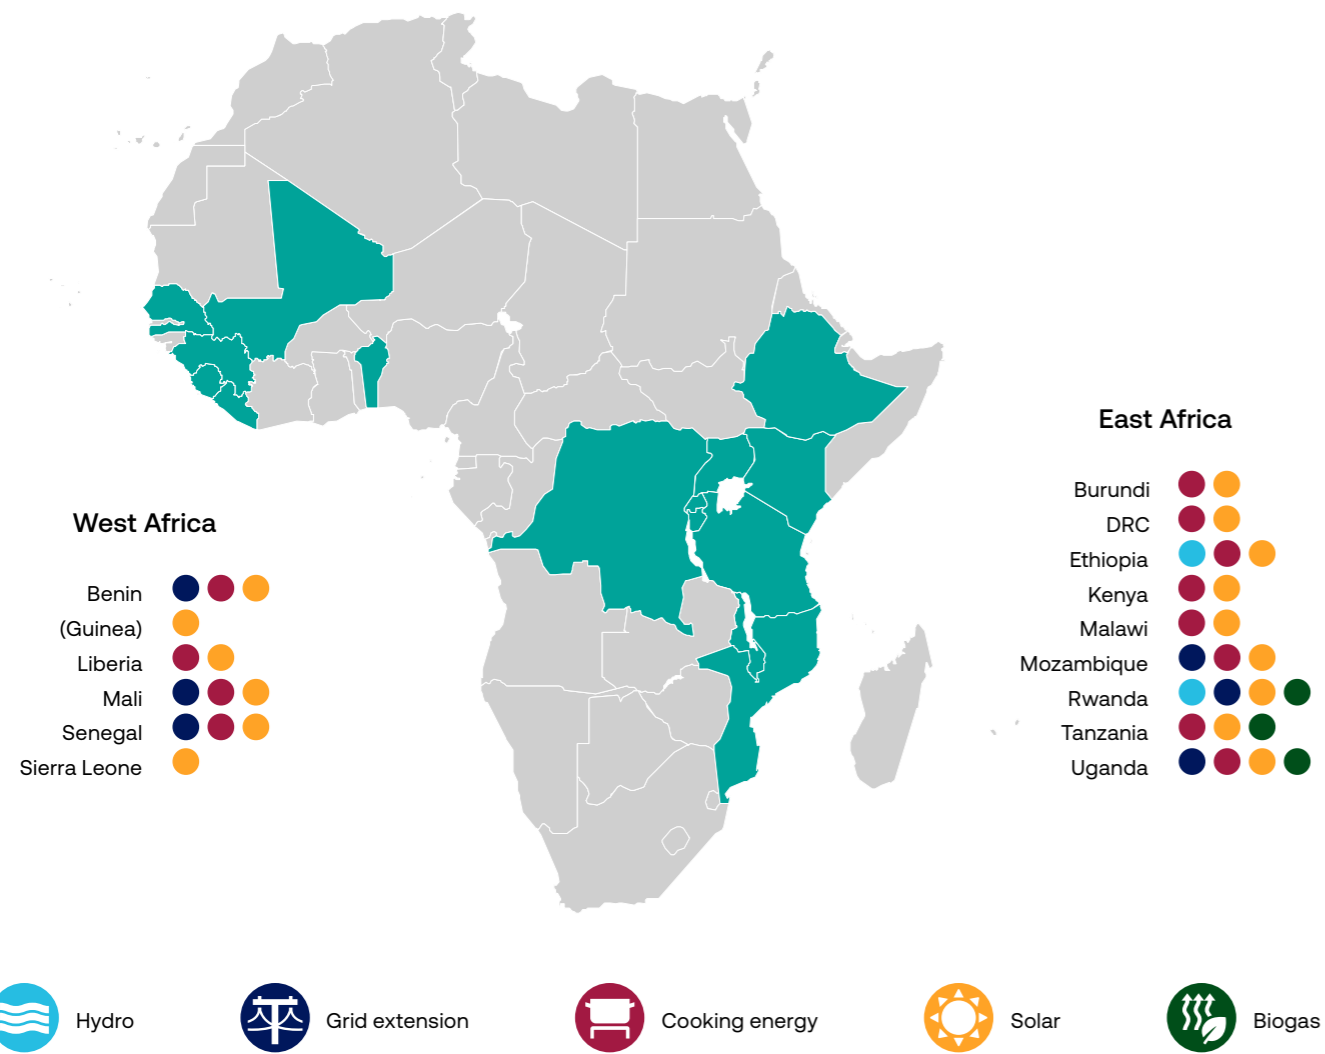 West Africa
Benin
(Guinea)
Liberia
Mali
Senegal
Sierra Leone
East Africa
Burundi
DRC
Ethiopia
Kenya
Malawi
Mozambique
Rwanda
Tanzania
Uganda
Hydro
Grid extension
Cooking energy
Solar
Biogas